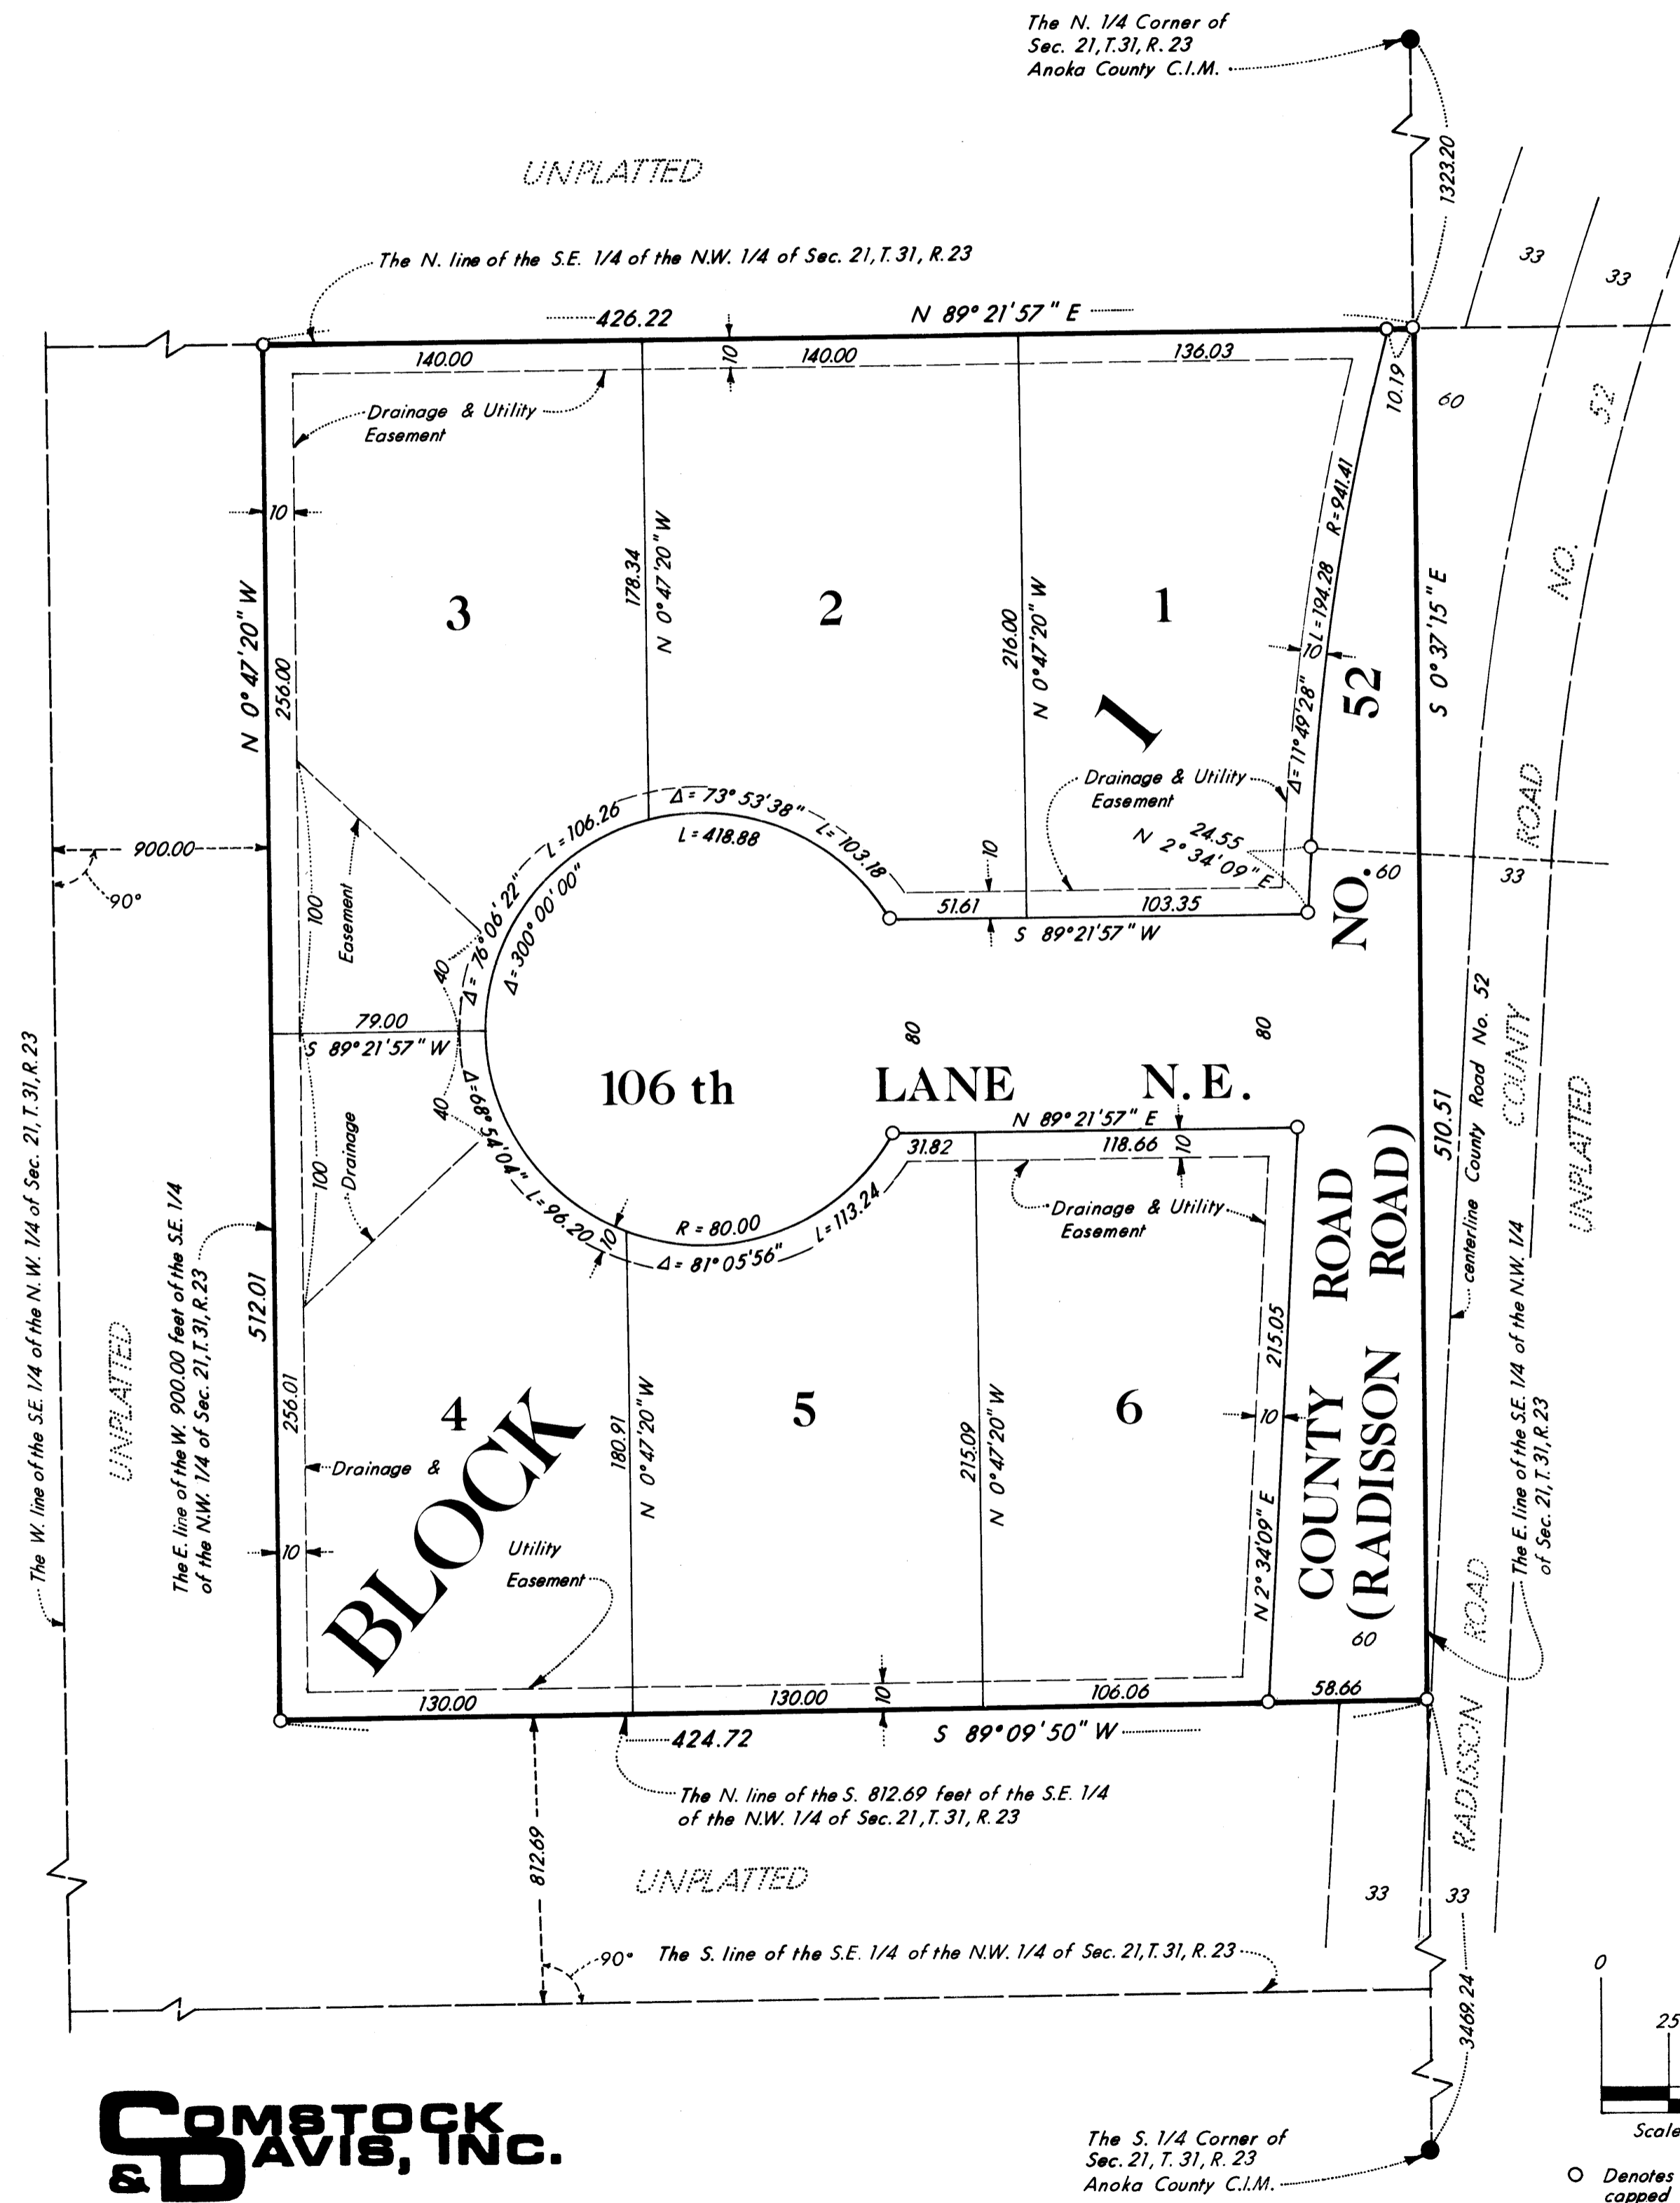 The N. 1/4 Corner of
Sec. 21, T.31, R. 23
Anoka County C.I.M.
1323.20
UNPLATTED
The N. line of the S.E. 1/4 of the N.W. 1/4 of Sec. 21, T. 31, R. 23
33
33
426.22
N 89° 21' 57" E
140.00
10
140.00
136.03
10.19
60
52
Drainage & Utility
Easement
10
R = 941.41
L = 194.28
10
Δ = 11° 49' 28"
3
2
1
178.34
N 0° 47' 20" W
216.00
N 0° 47' 20" W
N 0° 47' 20" W
256.00
S 0° 37' 15" E
NO.
52
1
Drainage & Utility
Easement
24.55
N 2° 34' 09" E
L = 106.26
Δ = 73° 53' 38"
L = 103.18
L = 418.88
10
900.00
90°
NO.
60
33
ROAD
Δ = 76° 06' 22"
Δ = 300° 00' 00"
100
Easement
40
51.61
103.35
S 89° 21' 57" W
79.00
S 89° 21' 57" W
80
80
centerline County Road No. 52
COUNTY
106 th LANE N.E.
N 89° 21' 57" E
31.82
118.66
10
510.51
UNPLATTED
40
Δ = 68° 54' 04"
100
Drainage
L = 96.20
10
R = 80.00
L = 113.24
Δ = 81° 05' 56"
Drainage & Utility
Easement
The W. line of the S.E. 1/4 of the N.W. 1/4 of Sec. 21, T. 31, R. 23
UNPLATTED
The E. line of the W. 900.00 feet of the S.E. 1/4
of the N.W. 1/4 of Sec. 21, T.31, R.23
512.01
256.01
4
5
6
180.91
N 0° 47' 20" W
215.09
N 0° 47' 20" W
215.05
10
N 2° 34' 09" E
COUNTY ROAD
(RADISSON ROAD)
The E. line of the S.E. 1/4 of the N.W. 1/4
of Sec. 21, T. 31, R. 23
Drainage &
Utility
Easement
10
BLOCK
60
ROAD
130.00
130.00
10
106.06
58.66
424.72
S 89° 09' 50" W
RADISSON
The N. line of the S. 812.69 feet of the S.E. 1/4
of the N.W. 1/4 of Sec. 21, T. 31, R. 23
812.69
UNPLATTED
33
33
90°
The S. line of the S.E. 1/4 of the N.W. 1/4 of Sec. 21, T. 31, R. 23
3469.24
0
25
Scale
COMSTOCK
& DAVIS, INC.
The S. 1/4 Corner of
Sec. 21, T. 31, R. 23
Anoka County C.I.M.
Denotes
capped